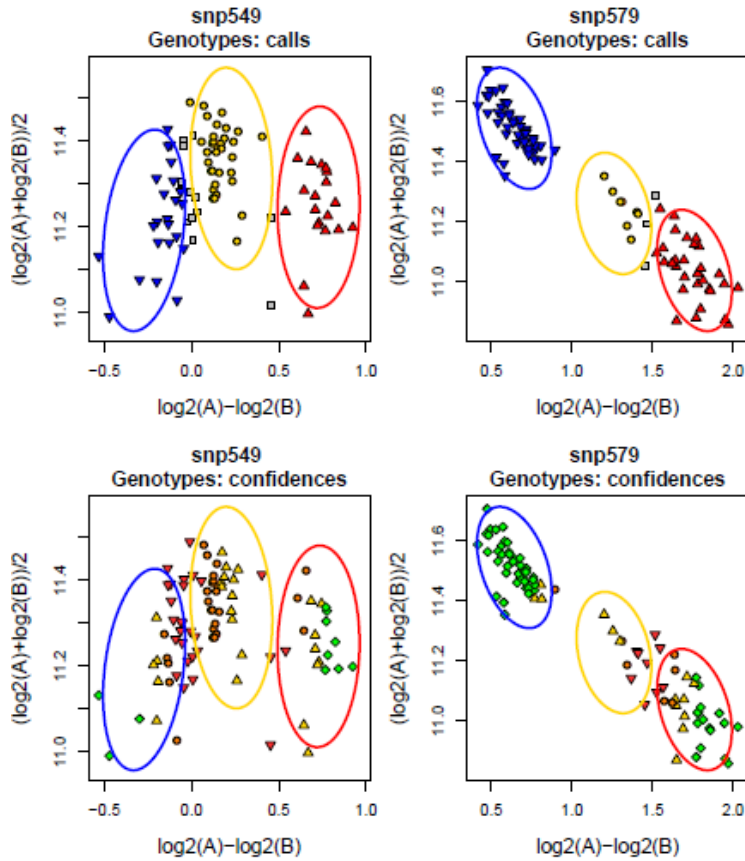 snp549
Genotypes: calls
(log2(A)+log2(B))/2
11.4
11.2
11.0
−0.5 0.0 0.5 1.0
log2(A)−log2(B)
snp579
Genotypes: calls
(log2(A)+log2(B))/2
11.6
11.4
11.2
11.0
0.5 1.0 1.5 2.0
log2(A)−log2(B)
snp549
Genotypes: confidences
(log2(A)+log2(B))/2
11.4
11.2
11.0
−0.5 0.0 0.5 1.0
log2(A)−log2(B)
snp579
Genotypes: confidences
(log2(A)+log2(B))/2
11.6
11.4
11.2
11.0
0.5 1.0 1.5 2.0
log2(A)−log2(B)